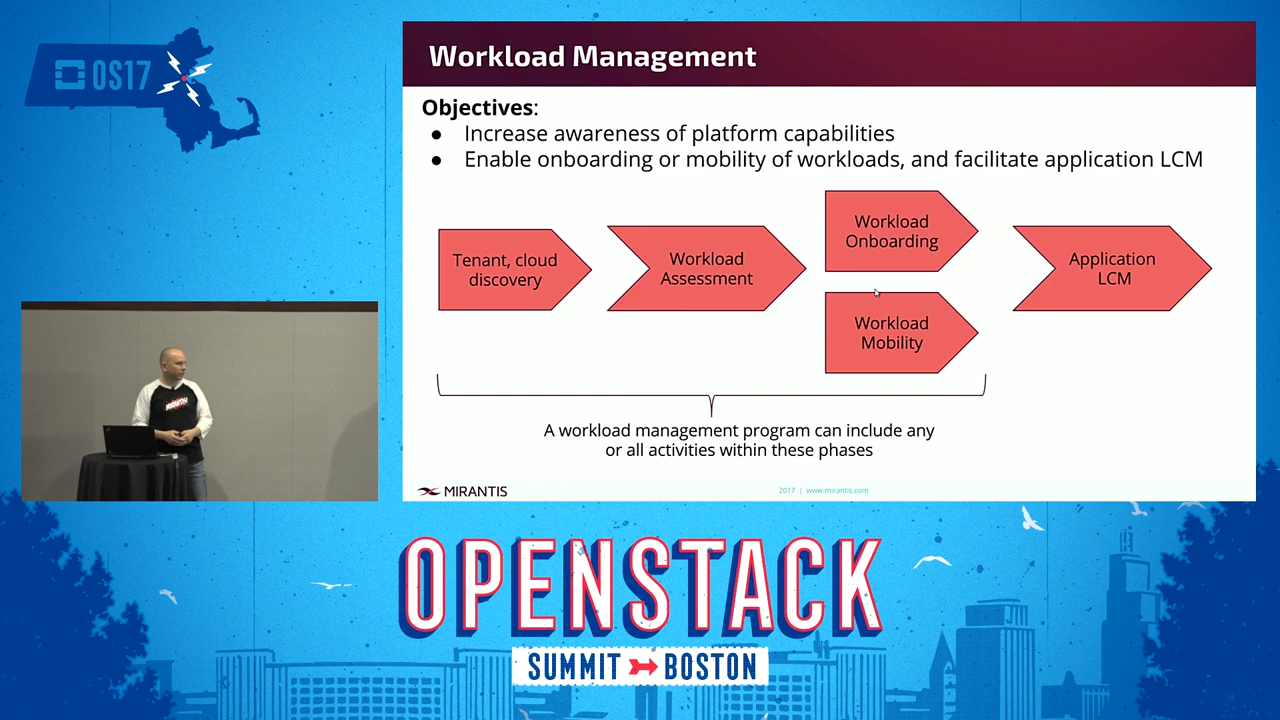 OS17
Workload Management
Objectives:
● Increase awareness of platform capabilities
● Enable onboarding or mobility of workloads, and facilitate application LCM
Tenant, cloud
discovery
Workload
Assessment
Workload
Onboarding
Workload
Mobility
Application
LCM
A workload management program can include any
or all activities within these phases
MIRANTIS
2017 | www.mirantis.com
MIRANTIS
OPENSTACK
SUMMIT BOSTON